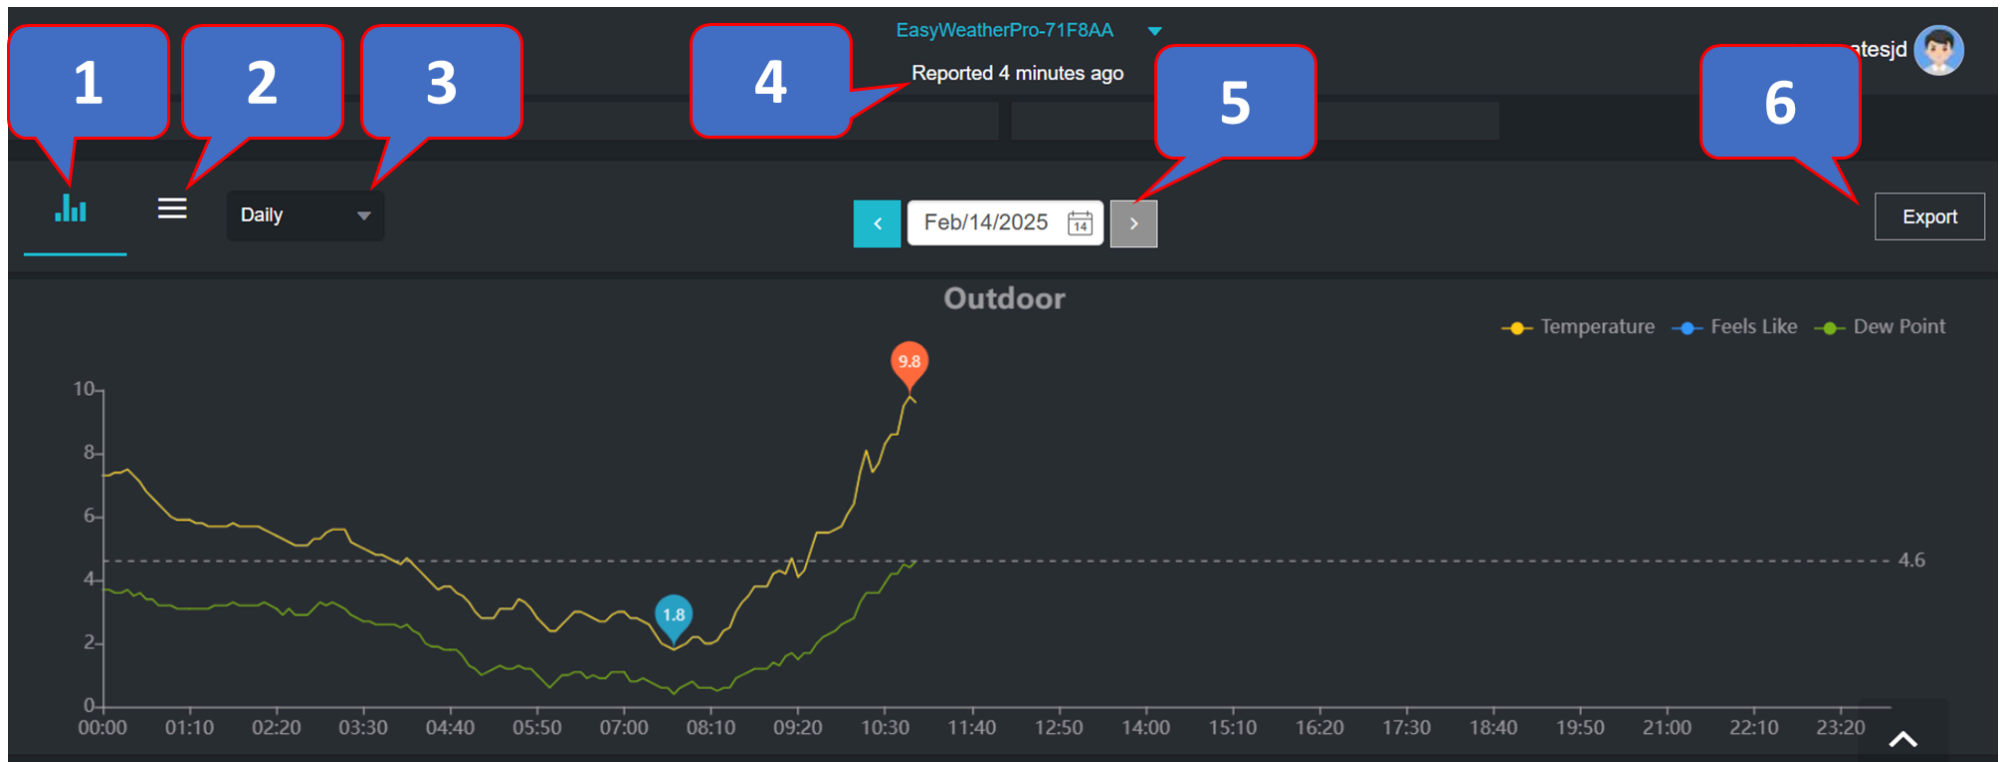 EasyWeatherPro-71F8AA
1
2
3
4
Reported 4 minutes ago
5
6
atesjd
Daily
Feb/14/2025
14
Export
Outdoor
Temperature
Feels Like
Dew Point
9.8
10
8
6
4.6
4
1.8
2
0
00:00 01:10 02:20 03:30 04:40 05:50 07:00 08:10 09:20 10:30 11:40 12:50 14:00 15:10 16:20 17:30 18:40 19:50 21:00 22:10 23:20